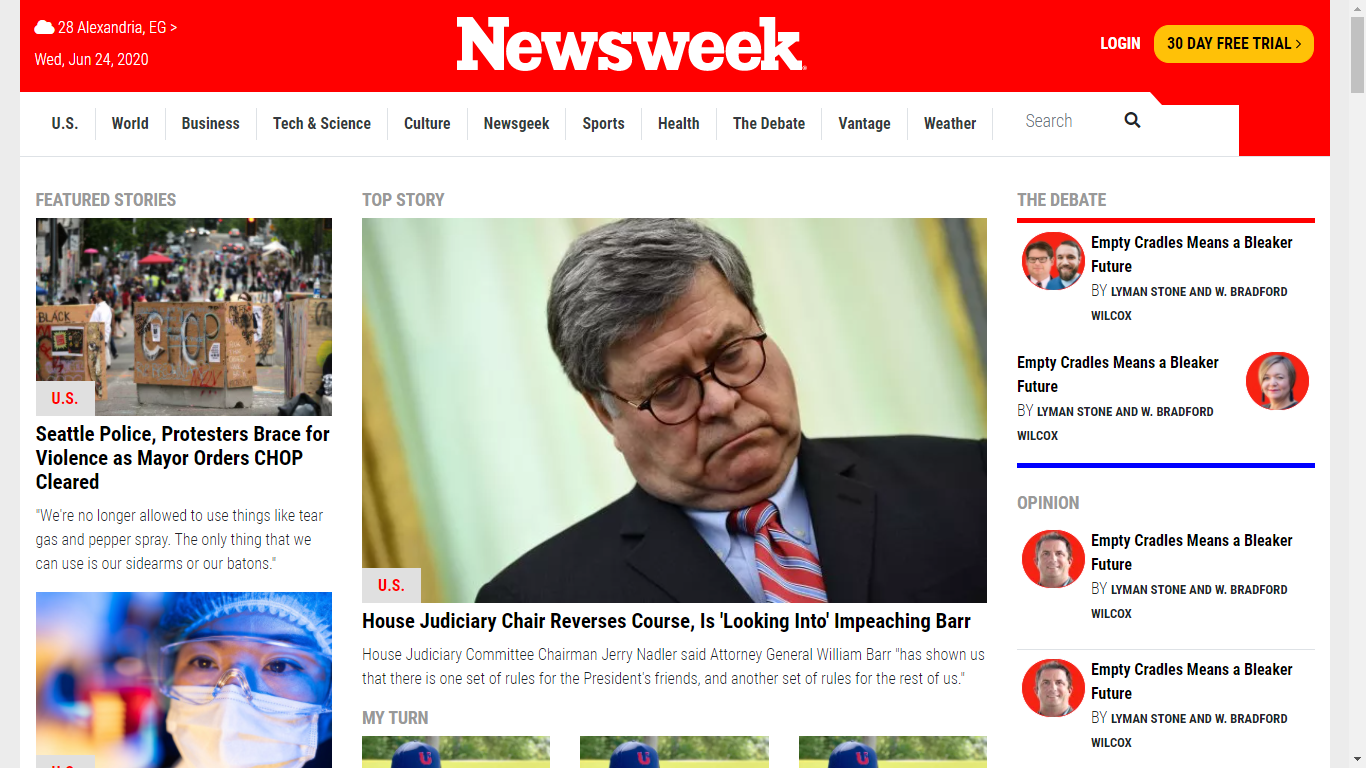 28 Alexandria, EG >
Wed, Jun 24, 2020
Newsweek
LOGIN
30 DAY FREE TRIAL >
U.S.
World
Business
Tech & Science
Culture
Newsgeek
Sports
Health
The Debate
Vantage
Weather
Search
FEATURED STORIES
BLACK
CHOP
U.S.
Seattle Police, Protesters Brace for
Violence as Mayor Orders CHOP
Cleared
"We're no longer allowed to use things like tear
gas and pepper spray. The only thing that we
can use is our sidearms or our batons."
U.S.
TOP STORY
U.S.
House Judiciary Chair Reverses Course, Is 'Looking Into' Impeaching Barr
House Judiciary Committee Chairman Jerry Nadler said Attorney General William Barr "has shown us
that there is one set of rules for the President's friends, and another set of rules for the rest of us."
MY TURN
U
U
U
THE DEBATE
Empty Cradles Means a Bleaker
Future
BY LYMAN STONE AND W. BRADFORD
WILCOX
Empty Cradles Means a Bleaker
Future
BY LYMAN STONE AND W. BRADFORD
WILCOX
OPINION
Empty Cradles Means a Bleaker
Future
BY LYMAN STONE AND W. BRADFORD
WILCOX
Empty Cradles Means a Bleaker
Future
BY LYMAN STONE AND W. BRADFORD
WILCOX